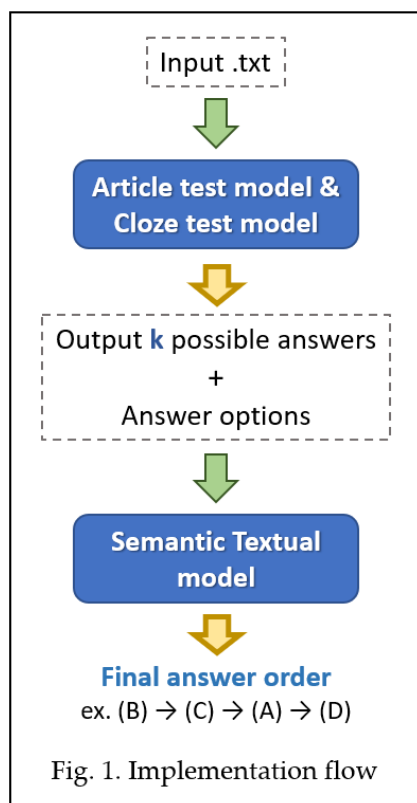 Input .txt
Article test model &
Cloze test model
Output k possible answers
+
Answer options
Semantic Textual
model
Final answer order
ex. (B) → (C) → (A) → (D)
Fig. 1. Implementation flow